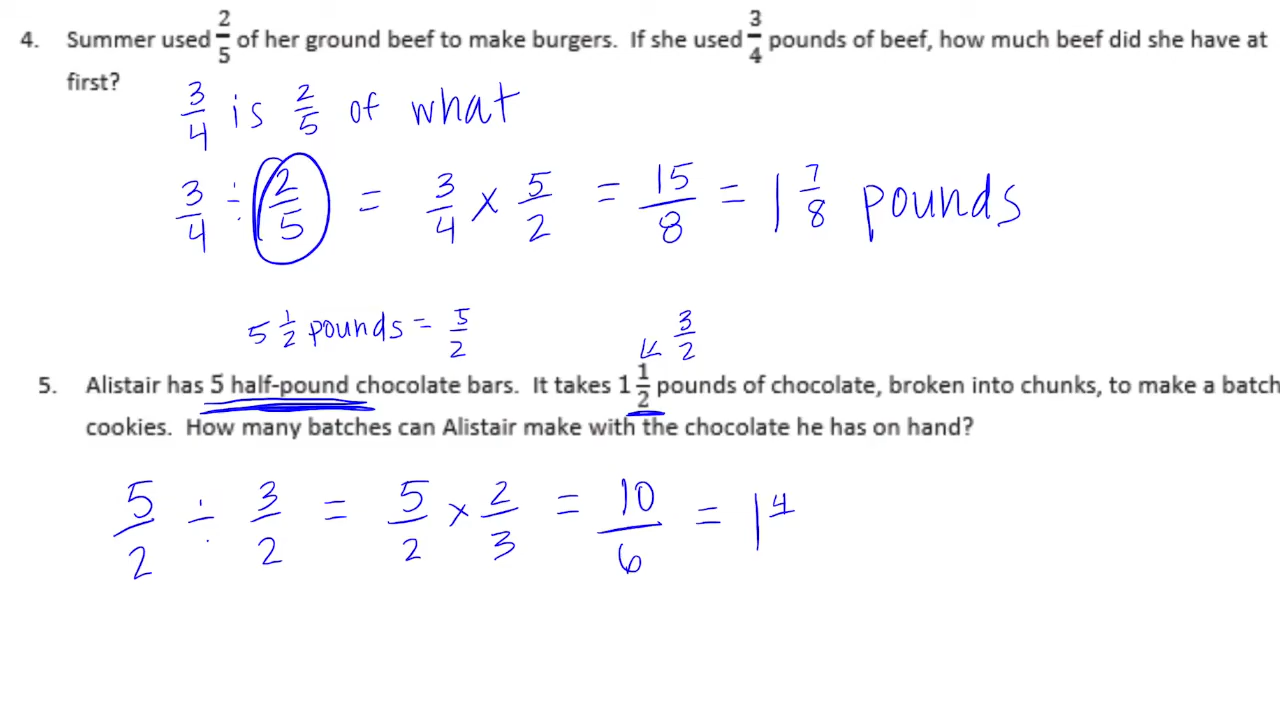 4. Summer used 2/5 of her ground beef to make burgers. If she used 3/4 pounds of beef, how much beef did she have at
first?
3/4 is 2/5 of what
3/4 ÷ 2/5 = 3/4 × 5/2 = 15/8 = 1 7/8 pounds
5 1/2 pounds = 5/2
3/2
5. Alistair has 5 half-pound chocolate bars. It takes 1 1/2 pounds of chocolate, broken into chunks, to make a batch
cookies. How many batches can Alistair make with the chocolate he has on hand?
5/2 ÷ 3/2 = 5/2 × 2/3 = 10/6 = 1 4